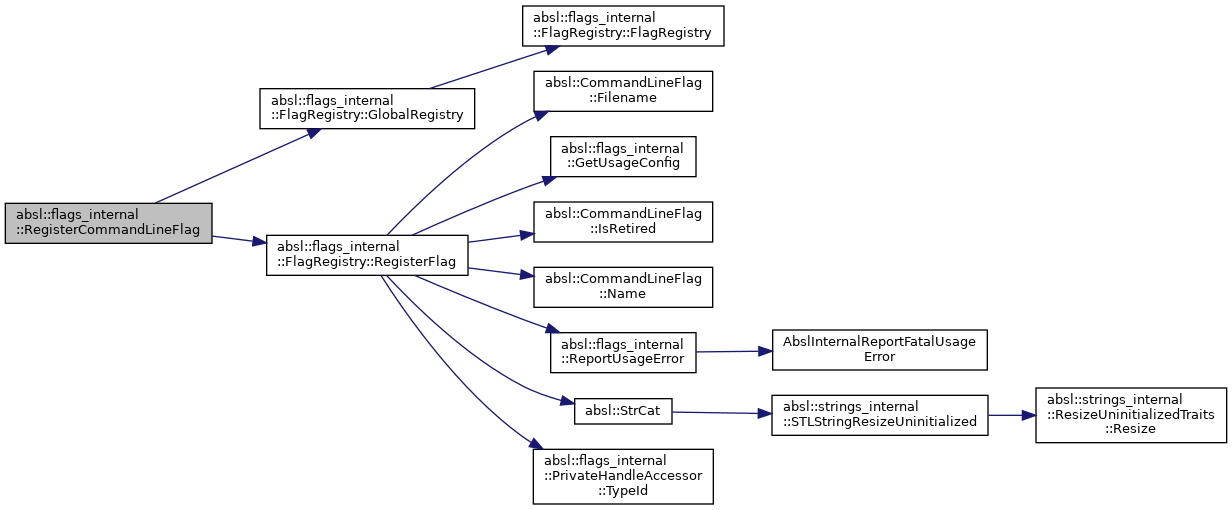 absl::flags_internal
::FlagRegistry::FlagRegistry
absl::CommandLineFlag
::Filename
absl::flags_internal
::FlagRegistry::GlobalRegistry
absl::flags_internal
::GetUsageConfig
absl::flags_internal
::RegisterCommandLineFlag
absl::CommandLineFlag
::IsRetired
absl::flags_internal
::FlagRegistry::RegisterFlag
absl::CommandLineFlag
::Name
absl::flags_internal
::ReportUsageError
AbslInternalReportFatalUsage
Error
absl::StrCat
absl::strings_internal
::STLStringResizeUninitialized
absl::strings_internal
::ResizeUninitializedTraits
::Resize
absl::flags_internal
::PrivateHandleAccessor
::TypeId